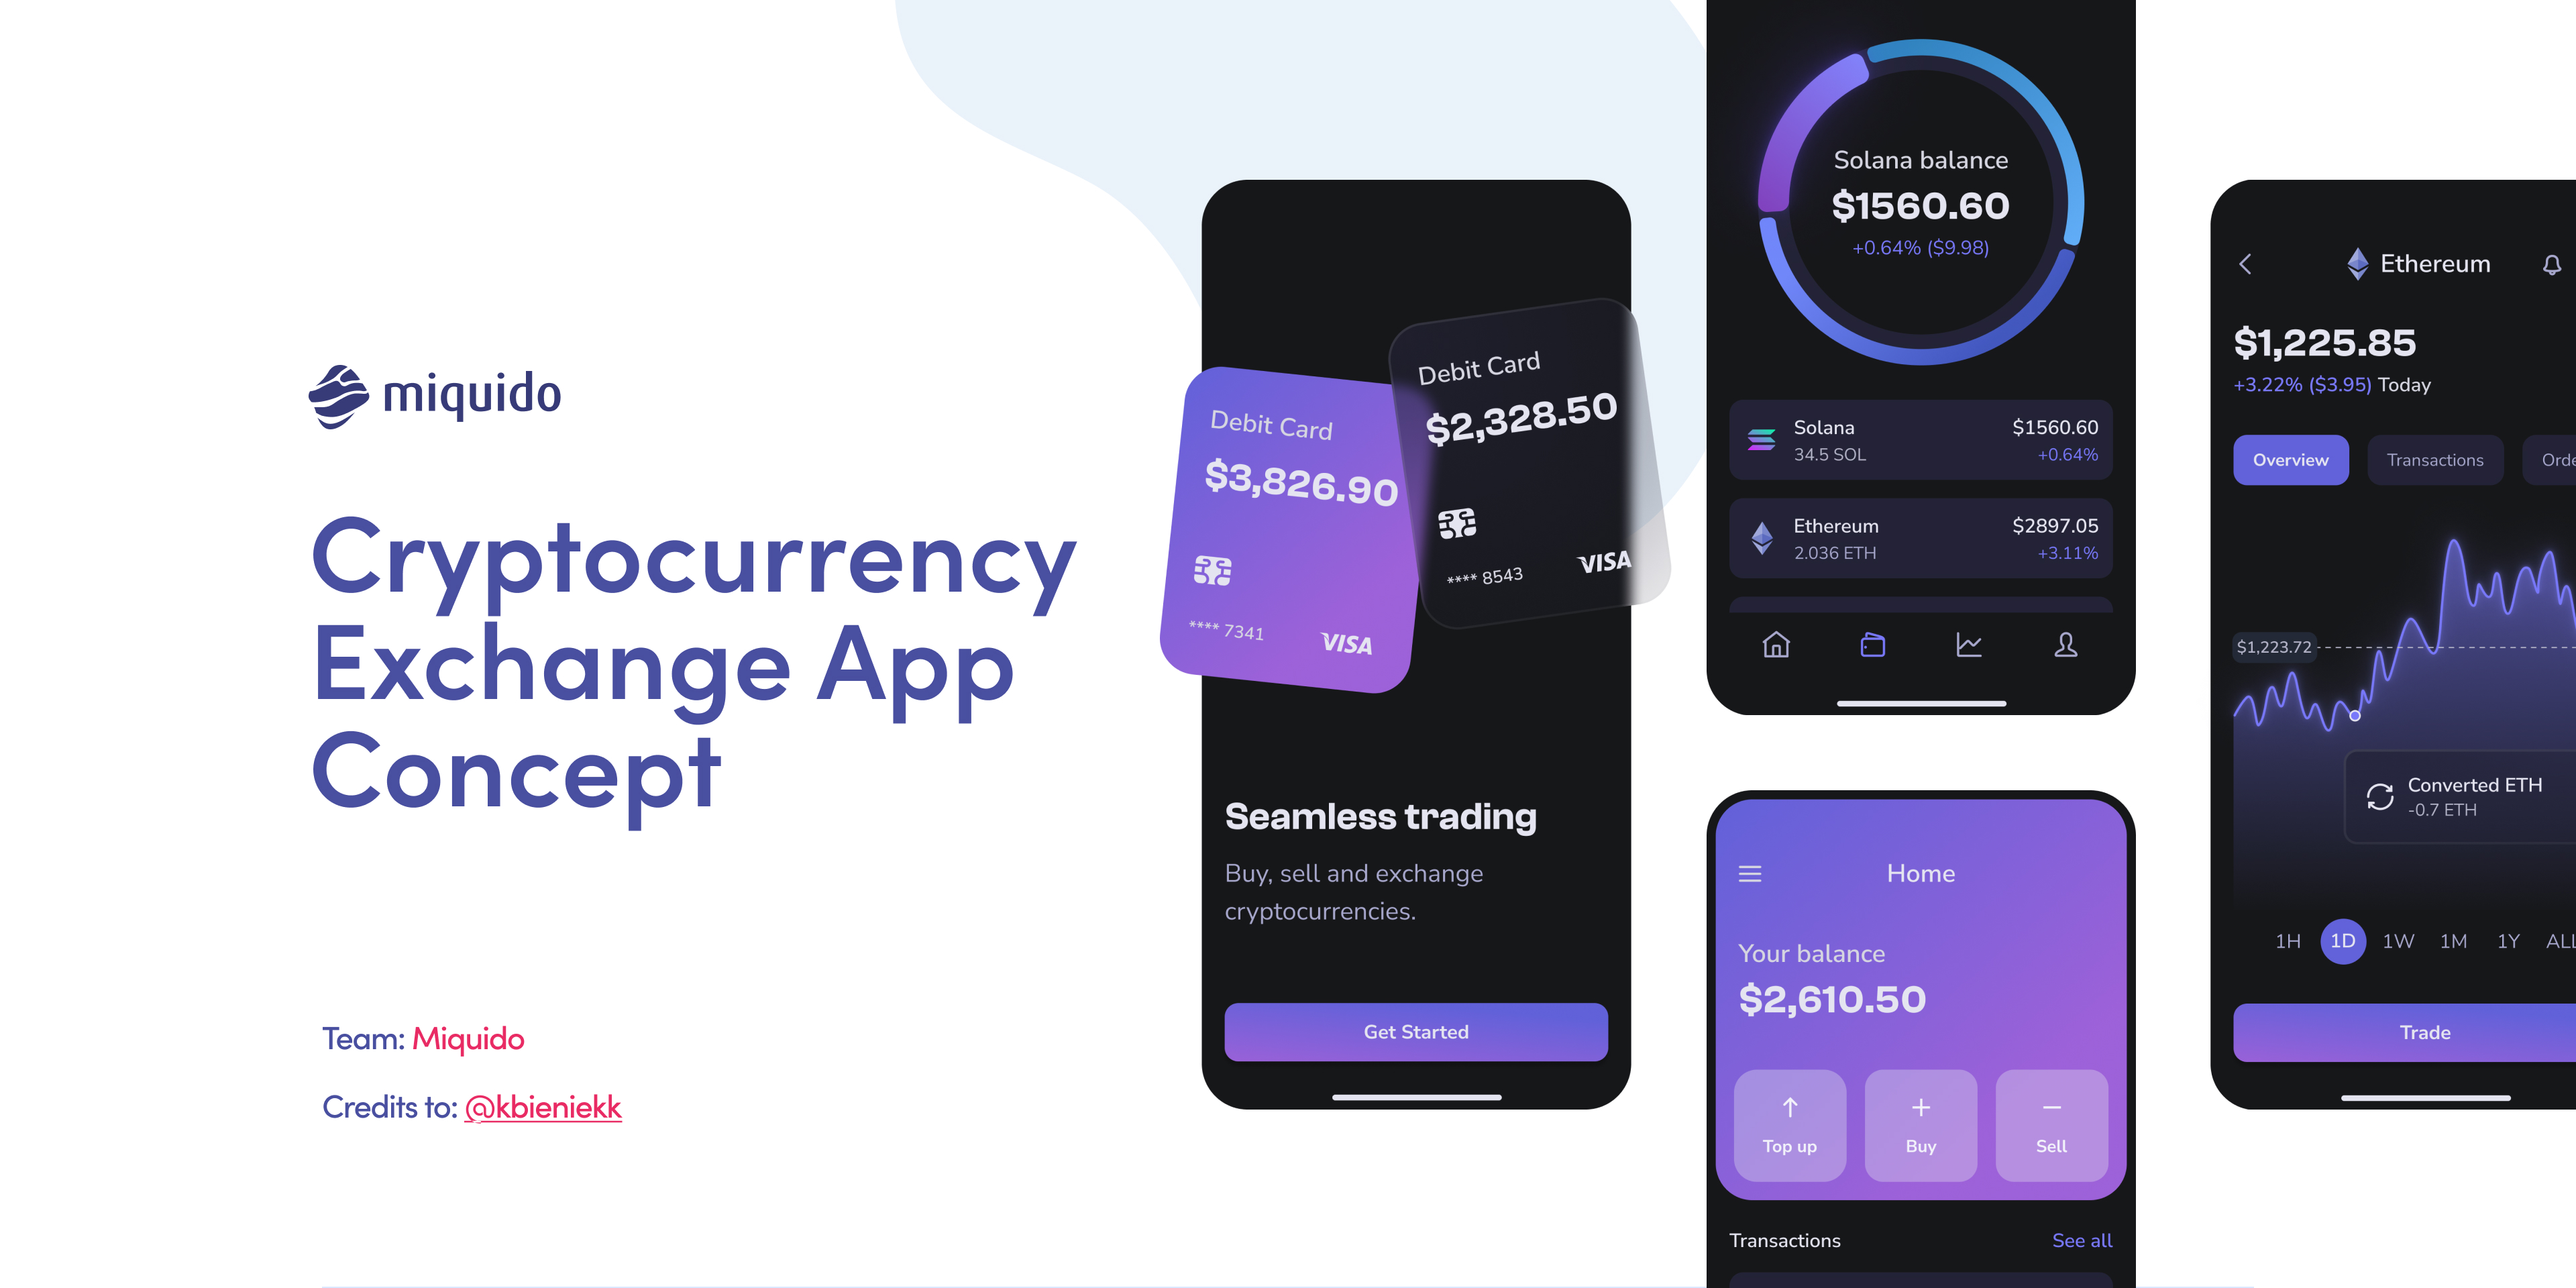 miquido
Cryptocurrency
Exchange App
Concept
Team: Miquido
Credits to: @kbieniekk
Debit Card
$3,826.90
**** 7341
VISA
Debit Card
$2,328.50
**** 8543
VISA
Seamless trading
Buy, sell and exchange
cryptocurrencies.
Get Started
Solana balance
$1560.60
+0.64% ($9.98)
Solana $1560.60
34.5 SOL +0.64%
Ethereum $2897.05
2.036 ETH +3.11%
Home
Your balance
$2,610.50
Top up Buy Sell
Transactions See all
Ethereum
$1,225.85
+3.22% ($3.95) Today
Overview Transactions
$1,223.72
Converted ETH
-0.7 ETH
1H 1D 1W 1M 1Y ALL
Trade